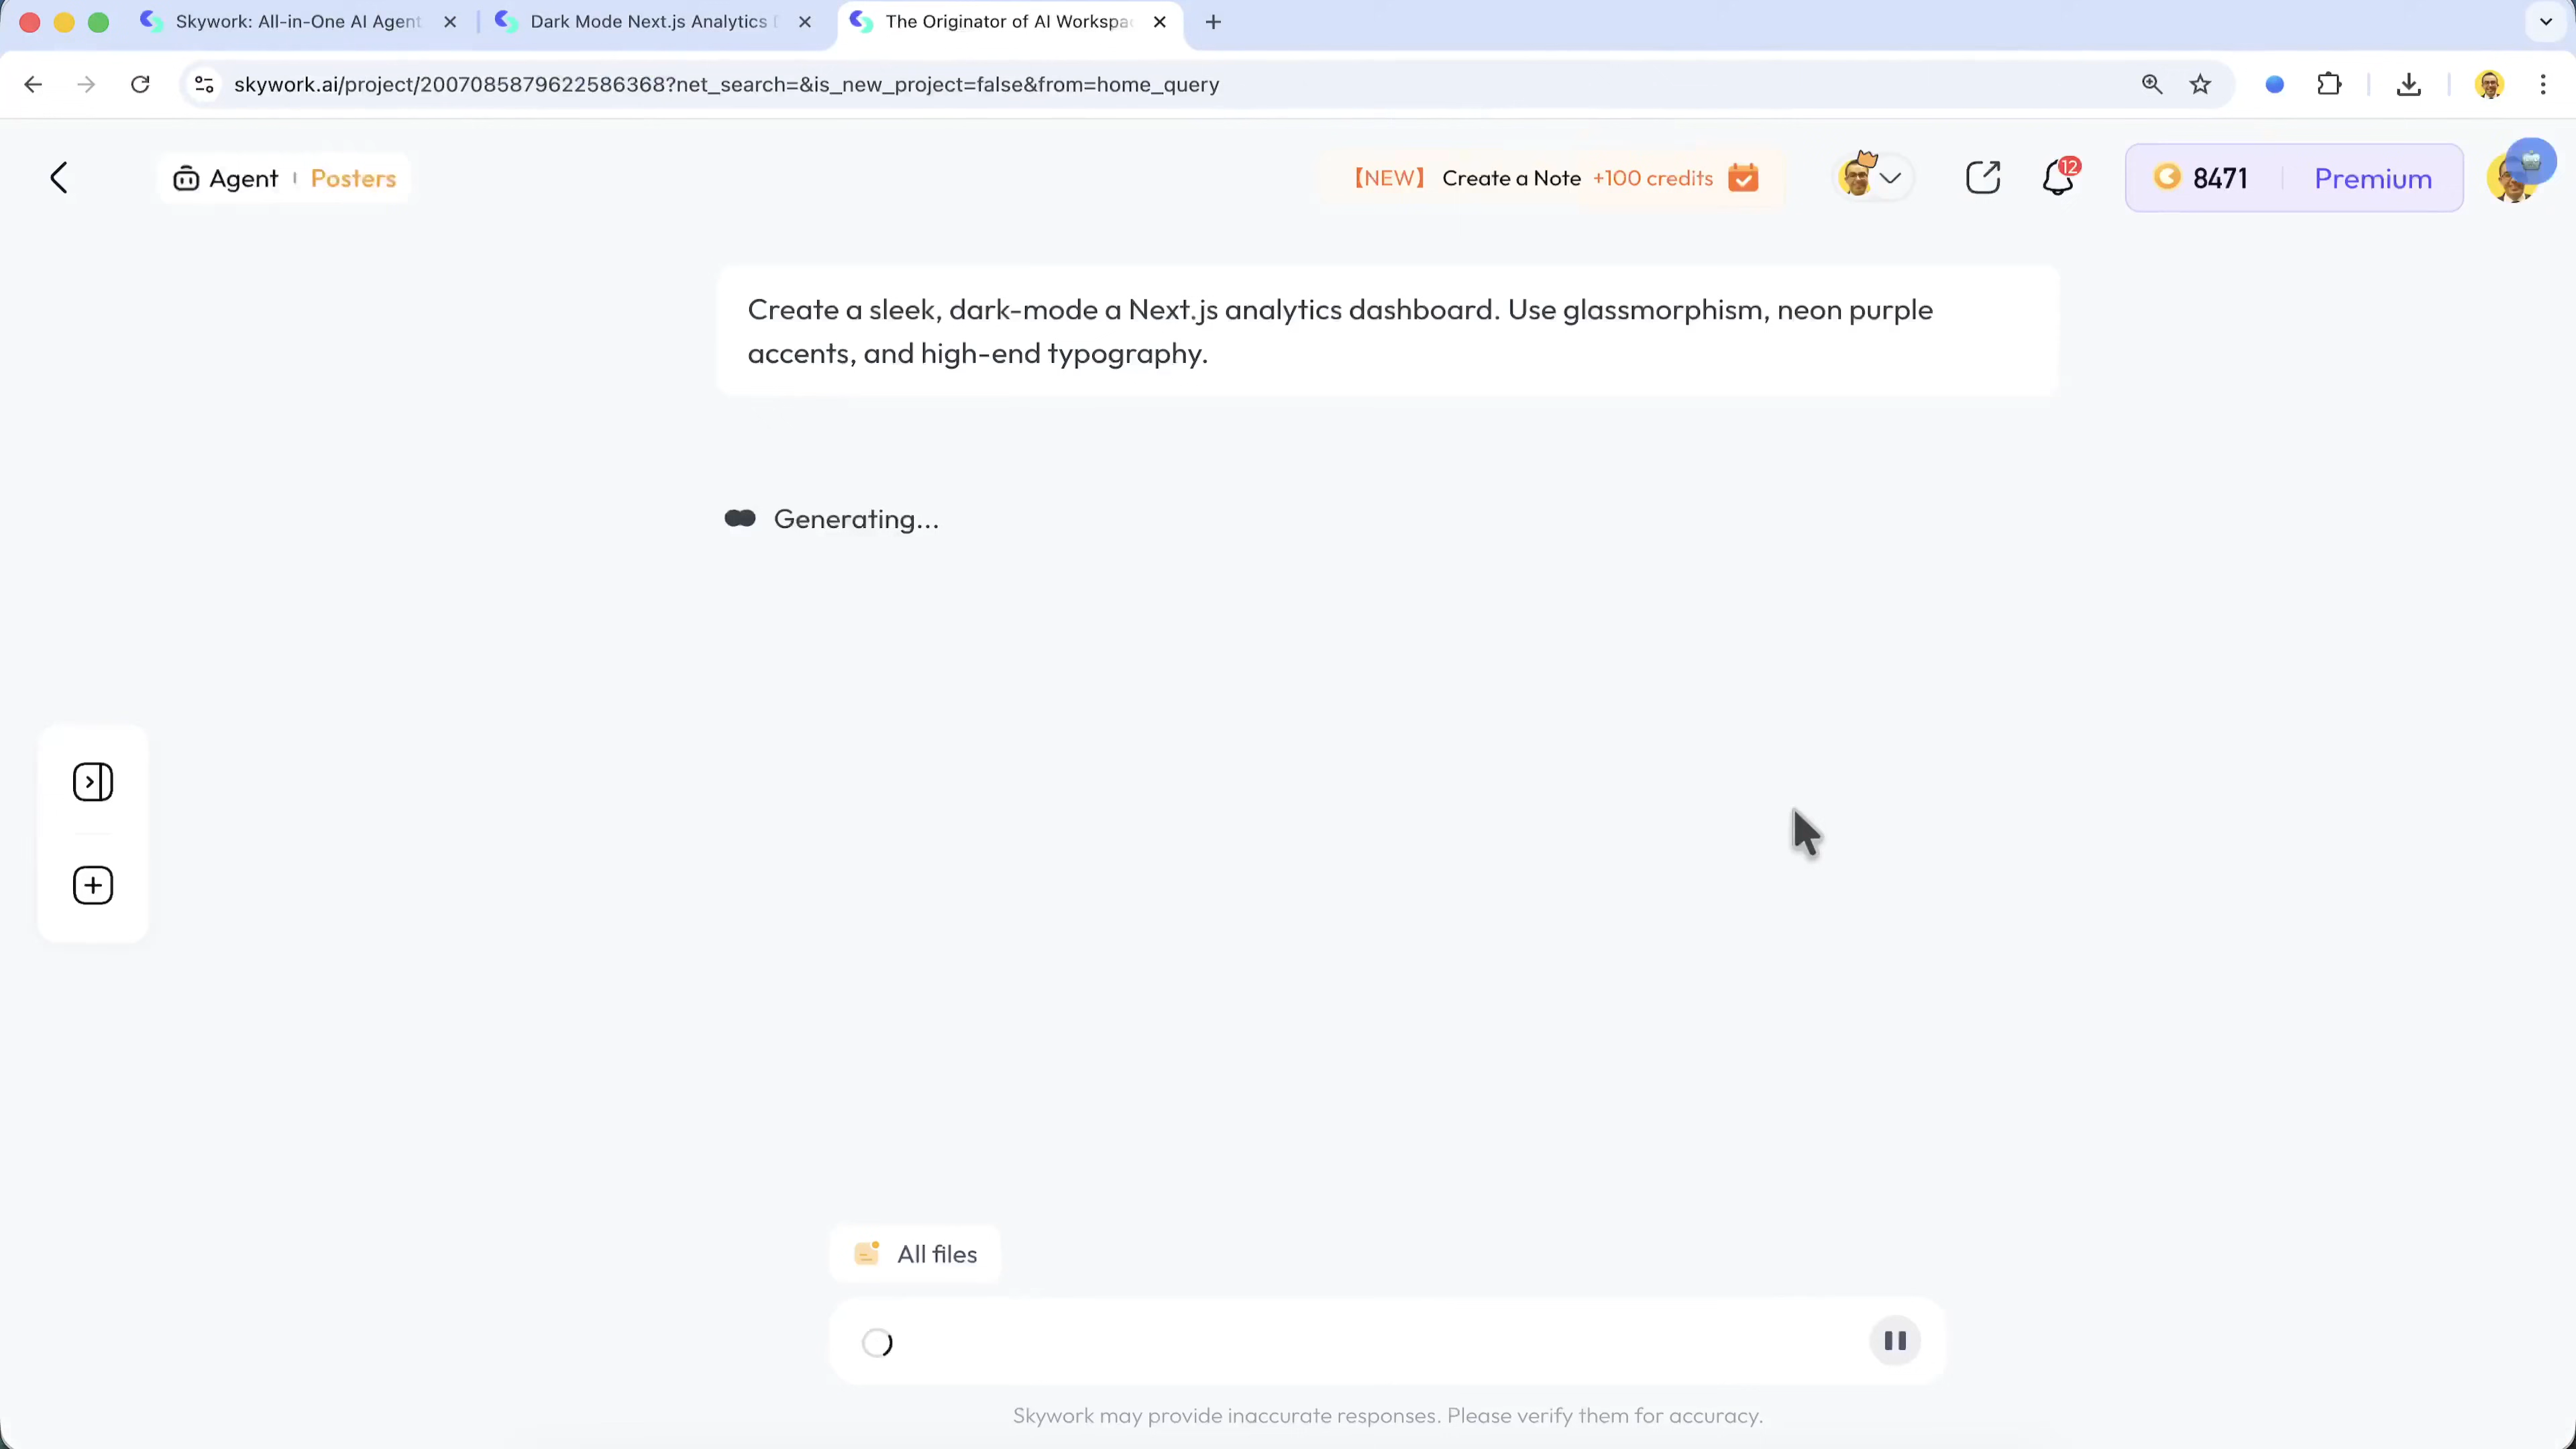 Skywork: All-in-One AI Agent
Dark Mode Next.js Analytics
The Originator of AI Workspa
skywork.ai/project/2007085879622586368?net_search=&is_new_project=false&from=home_query
Agent
Posters
【NEW】 Create a Note +100 credits
12
8471
Premium
Create a sleek, dark-mode a Next.js analytics dashboard. Use glassmorphism, neon purple
accents, and high-end typography.
Generating...
All files
Skywork may provide inaccurate responses. Please verify them for accuracy.